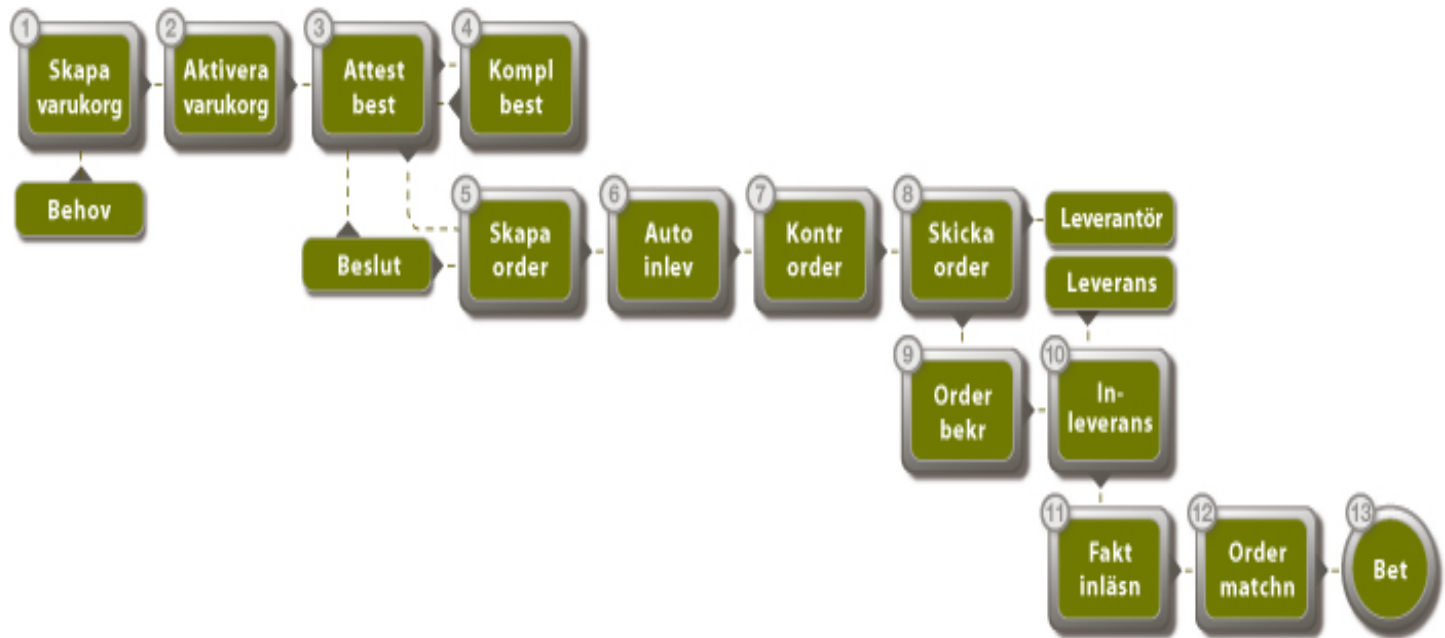 1
Skapa
varukorg
2
Aktivera
varukorg
3
Attest
best
4
Kompl
best
Behov
Beslut
5
Skapa
order
6
Auto
inlev
7
Kontr
order
8
Skicka
order
Leverantör
Leverans
9
Order
bekr
10
In-
leverans
11
Fakt
inläsn
12
Order
matchn
13
Bet